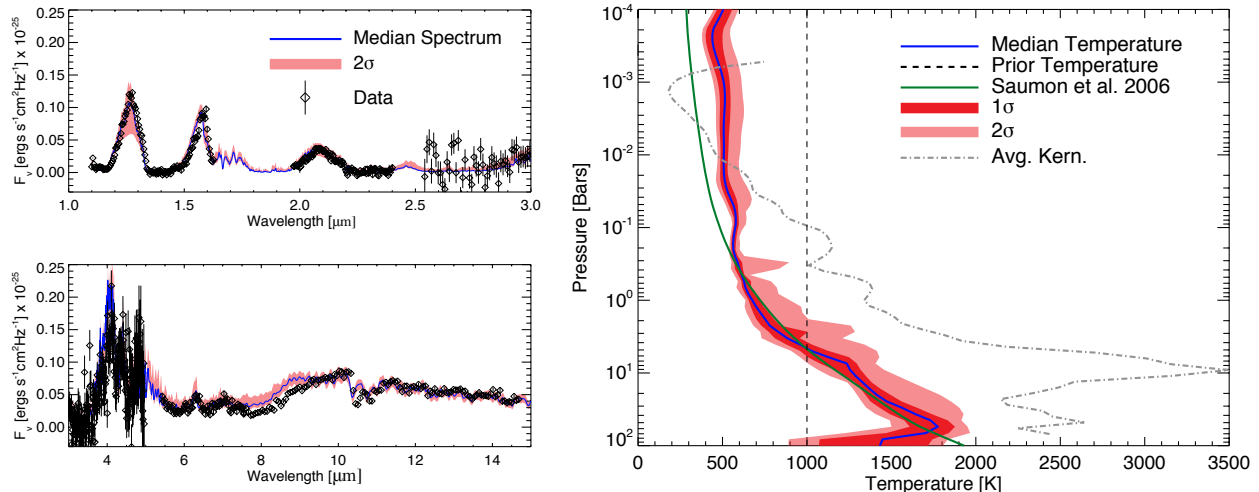 0.25
0.20
0.15
0.10
0.05
0.00
F_ν [ergs s⁻¹cm²Hz⁻¹] x 10⁻²⁵
Median Spectrum
2σ
Data
1.0 1.5 2.0 2.5 3.0
Wavelength [μm]
0.25
0.20
0.15
0.10
0.05
0.00
F_ν [ergs s⁻¹cm²Hz⁻¹] x 10⁻²⁵
4 6 8 10 12 14
Wavelength [μm]
10⁻⁴
10⁻³
10⁻²
10⁻¹
10⁰
10¹
10²
Pressure [Bars]
Median Temperature
Prior Temperature
Saumon et al. 2006
1σ
2σ
Avg. Kern.
0 500 1000 1500 2000 2500 3000 3500
Temperature [K]